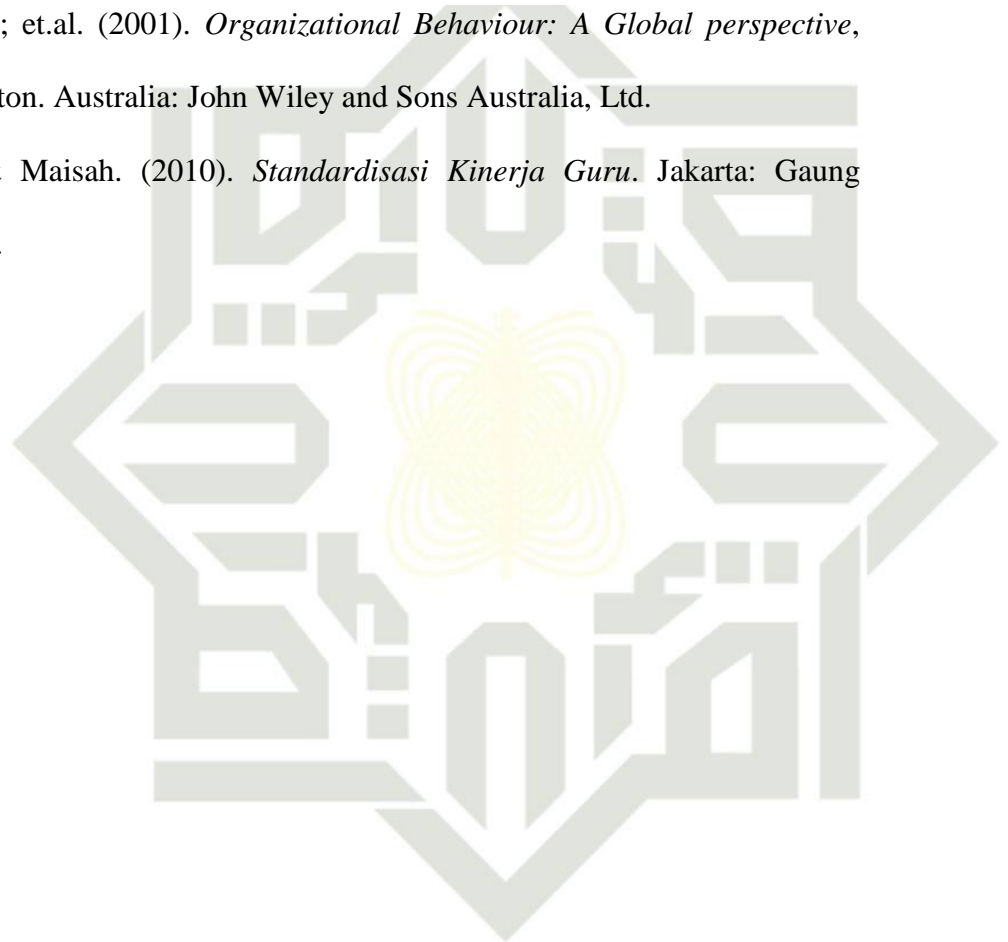 ; et.al. (2001). Organizational Behaviour: A Global perspective,
ton. Australia: John Wiley and Sons Australia, Ltd.
Maisah. (2010). Standardisasi Kinerja Guru. Jakarta: Gaung